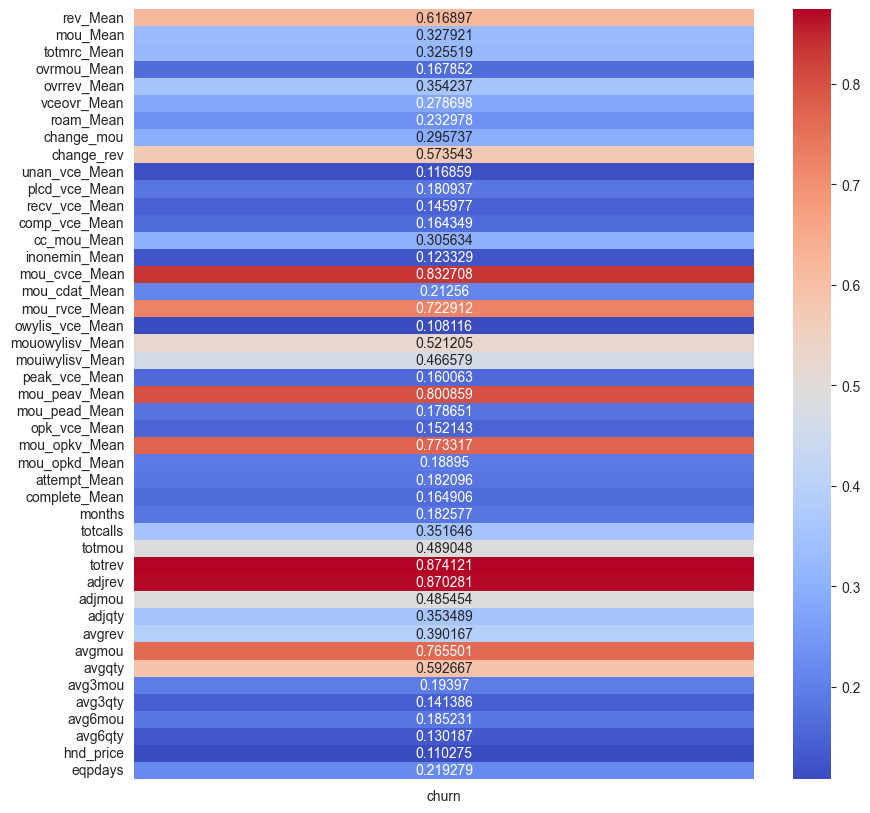 rev_Mean 0.616897
mou_Mean 0.327921
totmrc_Mean 0.325519
ovrmou_Mean 0.167852
ovrrev_Mean 0.354237
vceovr_Mean 0.278698
roam_Mean 0.232978
change_mou 0.295737
change_rev 0.573543
unan_vce_Mean 0.116859
plcd_vce_Mean 0.180937
recv_vce_Mean 0.145977
comp_vce_Mean 0.164349
cc_mou_Mean 0.305634
inonemin_Mean 0.123329
mou_cvce_Mean 0.832708
mou_cdat_Mean 0.21256
mou_rvce_Mean 0.722912
owylis_vce_Mean 0.108116
mouowylisv_Mean 0.521205
mouiwylisv_Mean 0.466579
peak_vce_Mean 0.160063
mou_peav_Mean 0.800859
mou_pead_Mean 0.178651
opk_vce_Mean 0.152143
mou_opkv_Mean 0.773317
mou_opkd_Mean 0.18895
attempt_Mean 0.182096
complete_Mean 0.164906
months 0.182577
totcalls 0.351646
totmou 0.489048
totrev 0.874121
adjrev 0.870281
adjmou 0.485454
adjqty 0.353489
avgrev 0.390167
avgmou 0.765501
avgqty 0.592667
avg3mou 0.19397
avg3qty 0.141386
avg6mou 0.185231
avg6qty 0.130187
hnd_price 0.110275
eqpdays 0.219279
churn
0.8
0.7
0.6
0.5
0.4
0.3
0.2